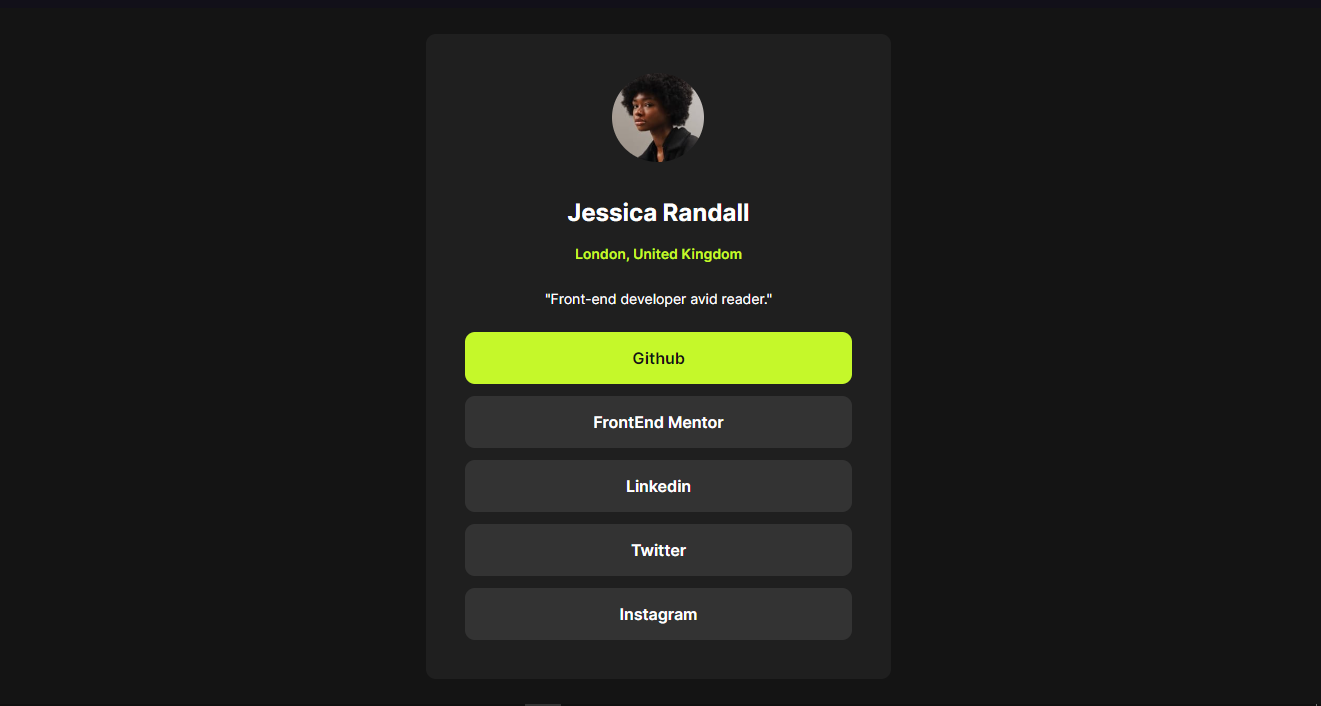 Jessica Randall
London, United Kingdom
"Front-end developer avid reader."
Github
FrontEnd Mentor
Linkedin
Twitter
Instagram